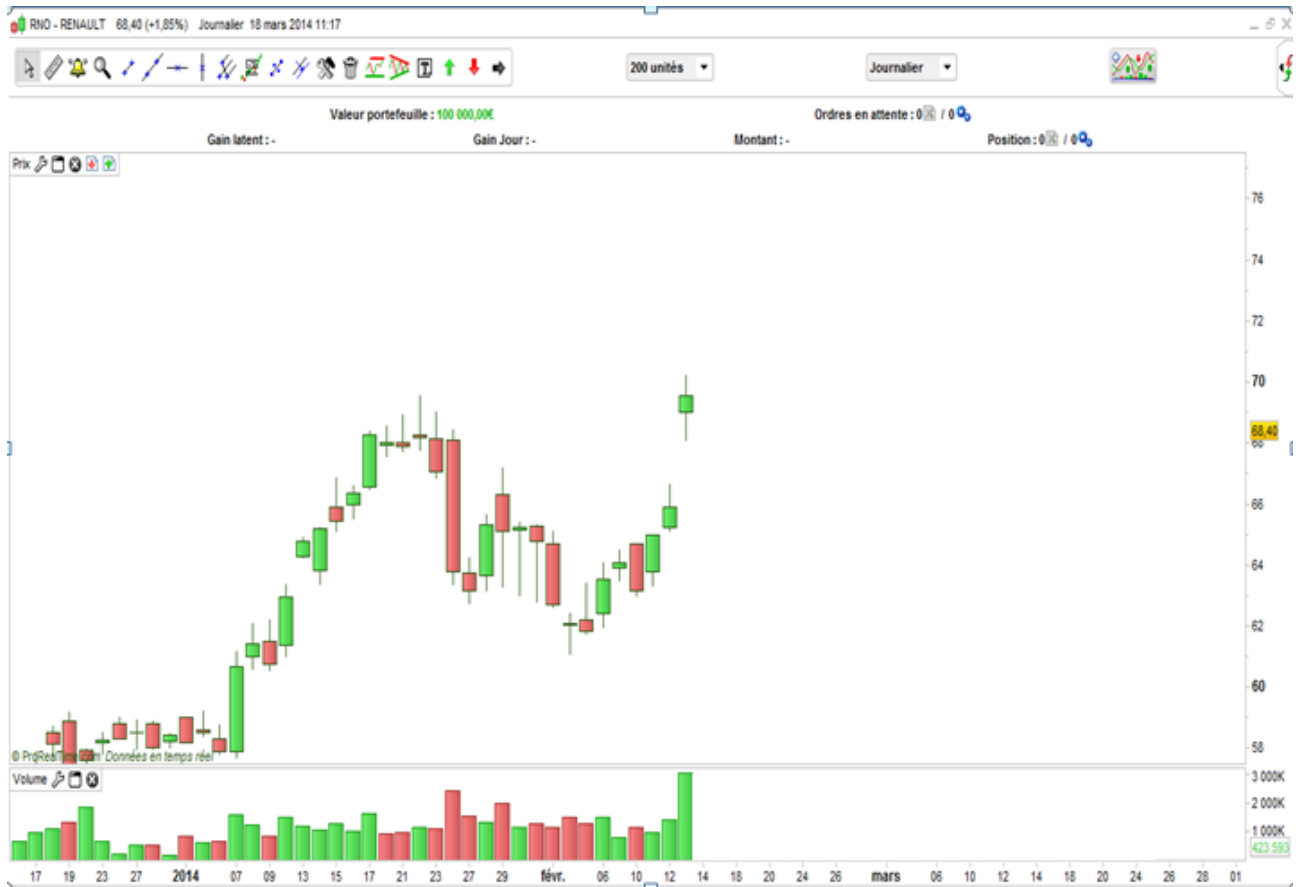 RNO - RENAULT 68,40 (+1,85%) Journalier 18 mars 2014 11:17
200 unités Journalier
Valeur portefeuille : 100 000,00€ Ordres en attente : 0 / 0
Gain latent : - Gain Jour : - Montant : - Position : 0 / 0
Prix
76
74
72
70
68,40
68
66
64
62
60
58
© ProRealTime.com Données en temps réel
Volume
3 000K
2 000K
1 000K
423 593
17 19 23 27 2014 07 09 13 15 17 21 23 27 29 févr. 06 10 12 14 18 20 24 26 mars 06 10 12 14 18 20 24 26 28 01